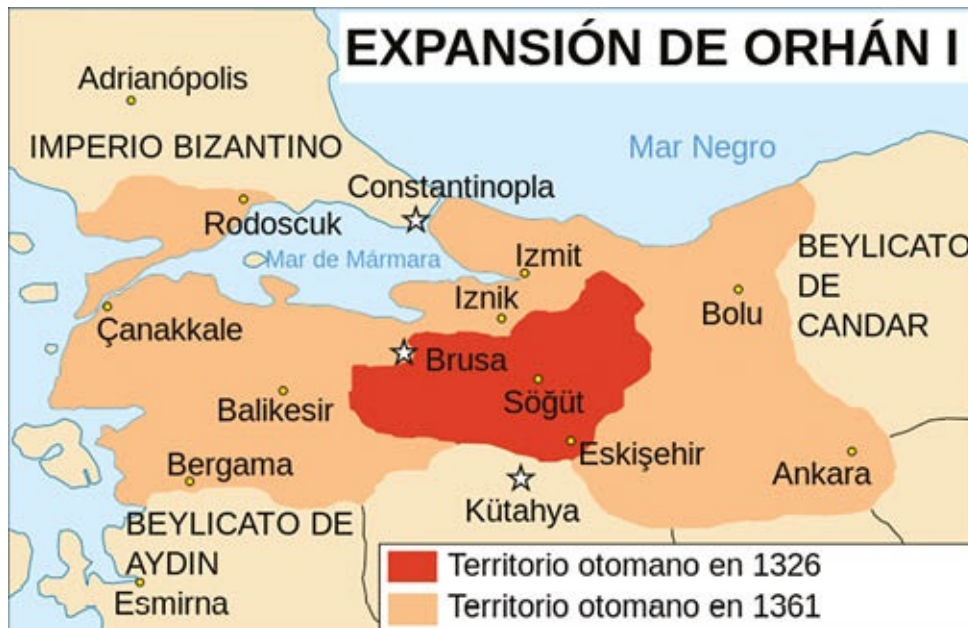 EXPANSIÓN DE ORHÁN I
Adrianópolis
IMPERIO BIZANTINO
Mar Negro
Constantinopla
Rodoscuk
Mar de Mármara
Izmit
BEYLICATO
DE
CANDAR
Iznik
Bolu
Çanakkale
Brusa
Söğüt
Balikesir
Eskişehir
Bergama
Ankara
Kütahya
BEYLICATO DE
AYDIN
Esmirna
Territorio otomano en 1326
Territorio otomano en 1361